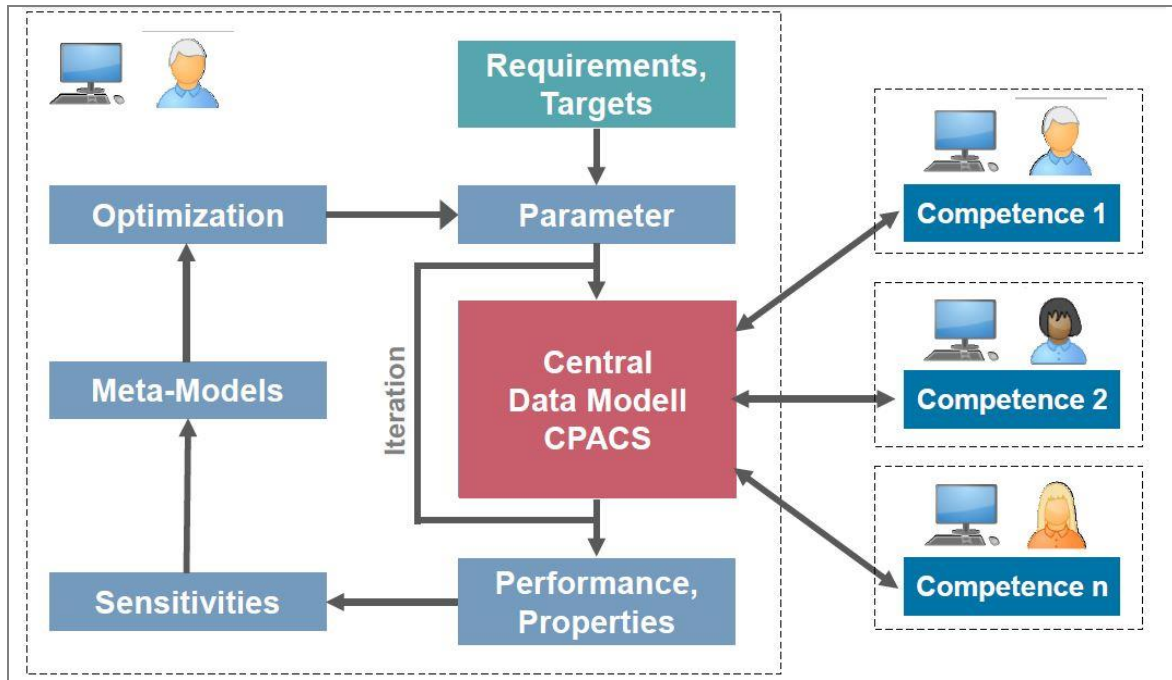 Requirements,
Targets
Optimization
Parameter
Competence 1
Iteration
Central
Data Modell
CPACS
Meta-Models
Competence 2
Sensitivities
Performance,
Properties
Competence n